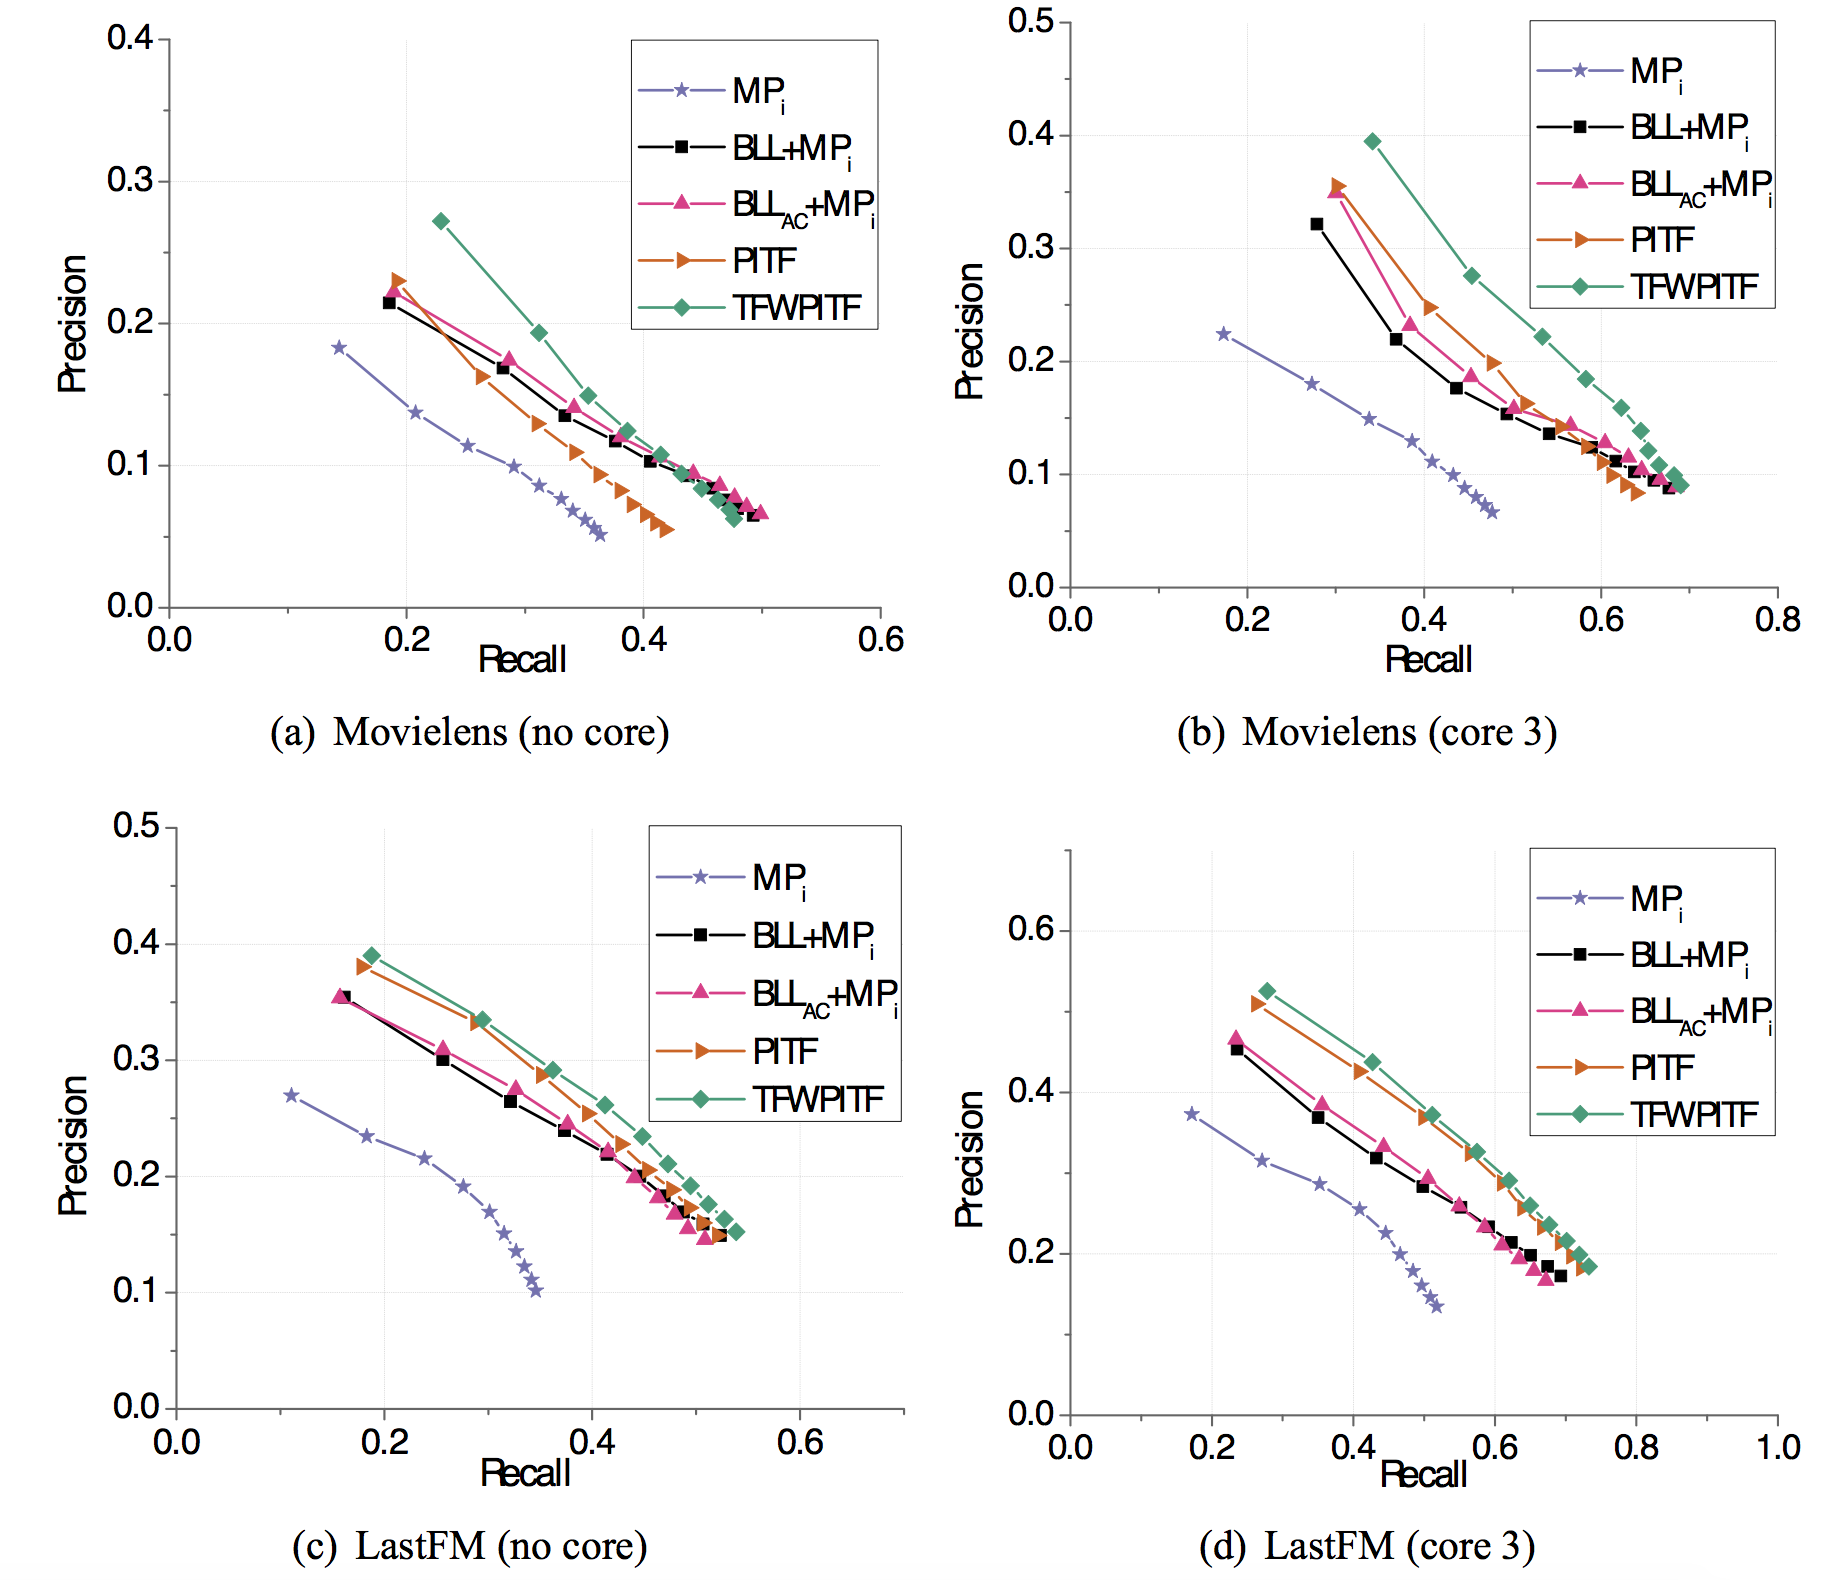 0.4
0.3
0.2
0.1
0.0
0.0
0.2
0.4
0.6
Precision
Recall
MPi
BLL+MPi
BLLAC+MPi
PITF
TFWPITF
(a) Movielens (no core)
0.5
0.4
0.3
0.2
0.1
0.0
0.0
0.2
0.4
0.6
0.8
Precision
Recall
MPi
BLL+MPi
BLLAC+MPi
PITF
TFWPITF
(b) Movielens (core 3)
0.5
0.4
0.3
0.2
0.1
0.0
0.0
0.2
0.4
0.6
Precision
Recall
MPi
BLL+MPi
BLLAC+MPi
PITF
TFWPITF
(c) LastFM (no core)
0.6
0.4
0.2
0.0
0.0
0.2
0.4
0.6
0.8
1.0
Precision
Recall
MPi
BLL+MPi
BLLAC+MPi
PITF
TFWPITF
(d) LastFM (core 3)